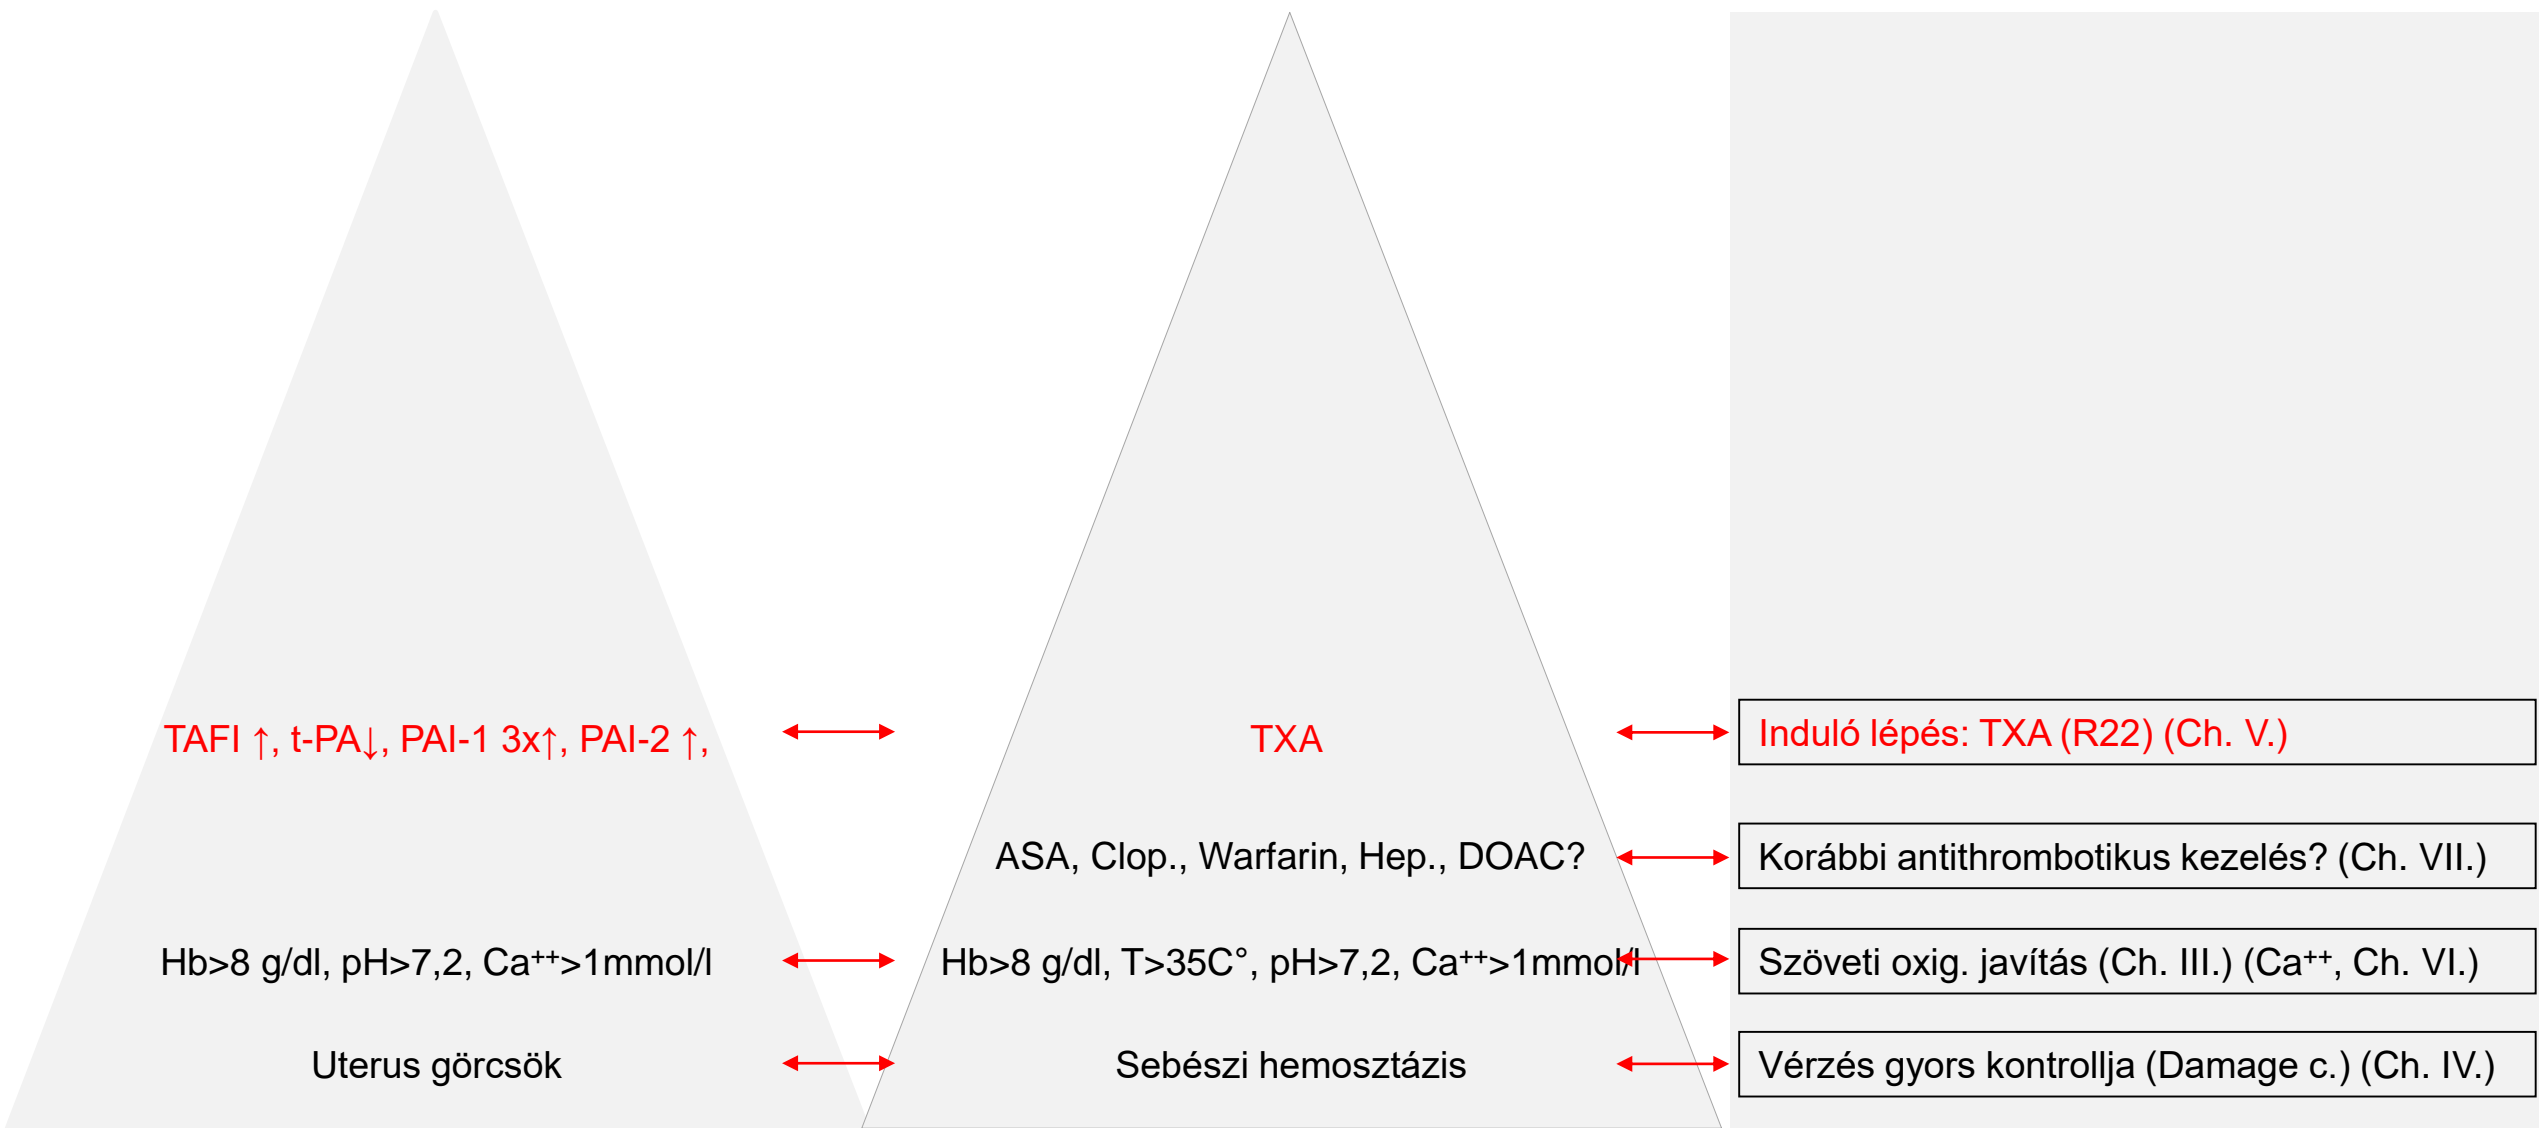 TAFI ↑, t-PA↓, PAI-1 3x↑, PAI-2 ↑,
TXA
Induló lépés: TXA (R22) (Ch. V.)
ASA, Clop., Warfarin, Hep., DOAC?
Korábbi antithrombotikus kezelés? (Ch. VII.)
Hb>8 g/dl, pH>7,2, Ca⁺⁺>1mmol/l
Hb>8 g/dl, T>35C°, pH>7,2, Ca⁺⁺>1mmol/l
Szöveti oxig. javítás (Ch. III.) (Ca⁺⁺, Ch. VI.)
Uterus görcsök
Sebészi hemosztázis
Vérzés gyors kontrollja (Damage c.) (Ch. IV.)